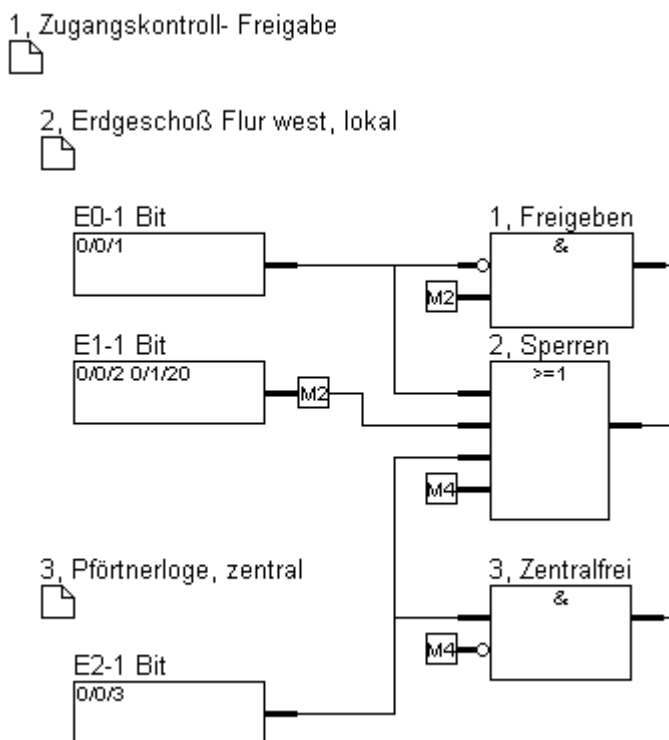 1, Zugangskontroll- Freigabe
2, Erdgeschoß Flur west, lokal
E0-1 Bit
0/0/1
1, Freigeben
&
M2
E1-1 Bit
0/0/2 0/1/20
M2
2, Sperren
>=1
M4
3, Pförtnerloge, zentral
3, Zentralfrei
&
M4
E2-1 Bit
0/0/3